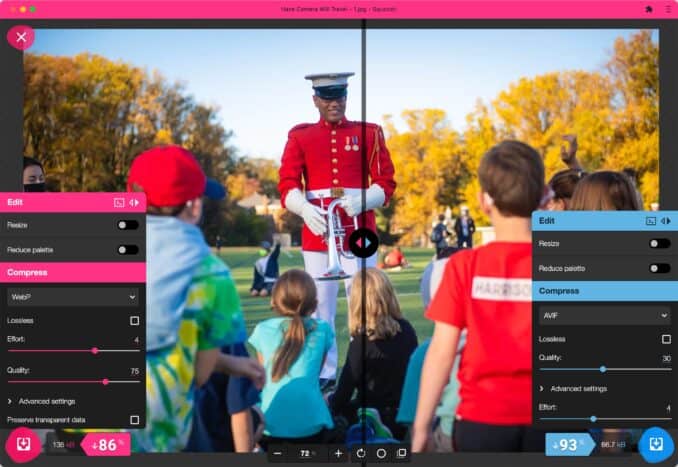 Have Camera Will Travel - 1.jpg - Squoosh
Edit
Resize
Reduce palette
Compress
WebP
Lossless
Effort: 4
Quality: 75
Advanced settings
Preserve transparent data
135 kB
↓86 %
72 %
HARRISO
Edit
Resize
Reduce palette
Compress
AVIF
Lossless
Quality: 30
Advanced settings
Effort: 4
↓93 %
66.7 kB